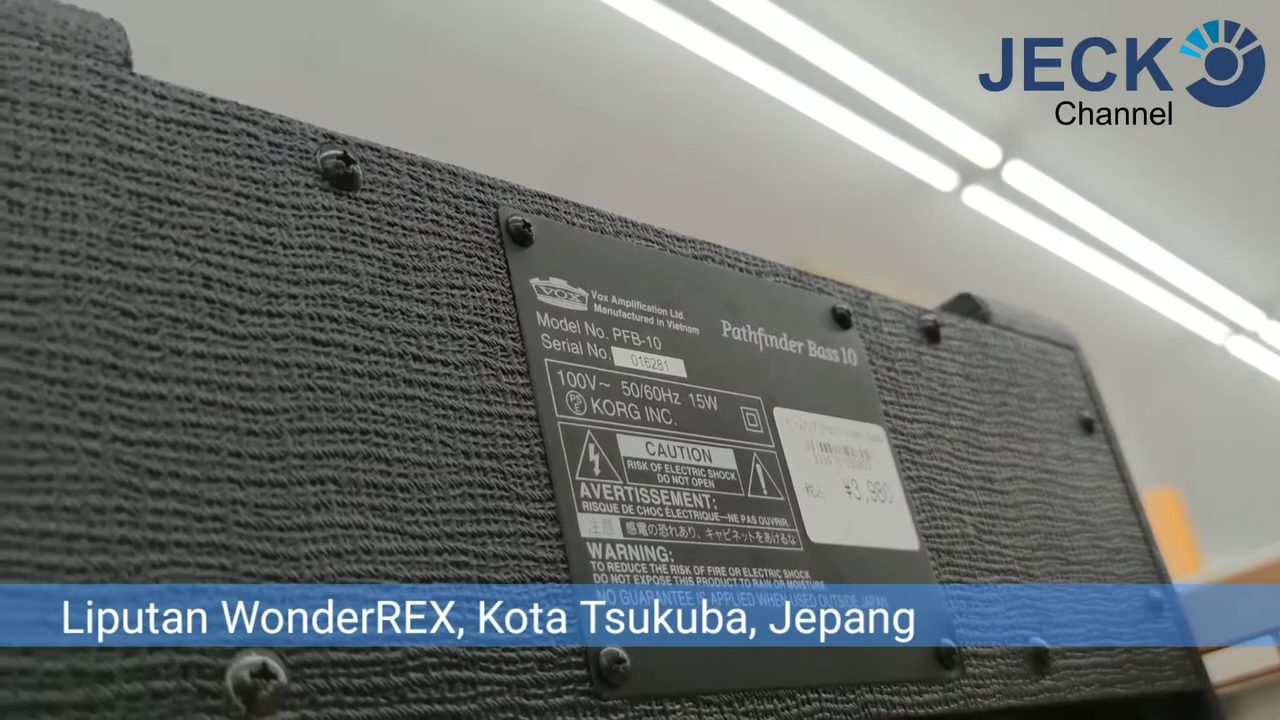 JECK
Channel
VOX
Vox Amplification Ltd.
Manufactured in Vietnam
Model No. PFB-10
Serial No. 016281
Pathfinder Bass 10
100V~ 50/60Hz 15W
PSE KORG INC.
CAUTION
RISK OF ELECTRIC SHOCK
DO NOT OPEN
AVERTISSEMENT:
RISQUE DE CHOC ÉLECTRIQUE—NE PAS OUVRIR.
注意 感電の恐れあり、キャビネットをあけるな
WARNING:
TO REDUCE THE RISK OF FIRE OR ELECTRIC SHOCK
DO NOT EXPOSE THIS PRODUCT TO RAIN OR MOISTURE
NO GUARANTEE IS APPLIED WHEN USED OUTSIDE JAPAN
税込 ¥3,980
Liputan WonderREX, Kota Tsukuba, Jepang